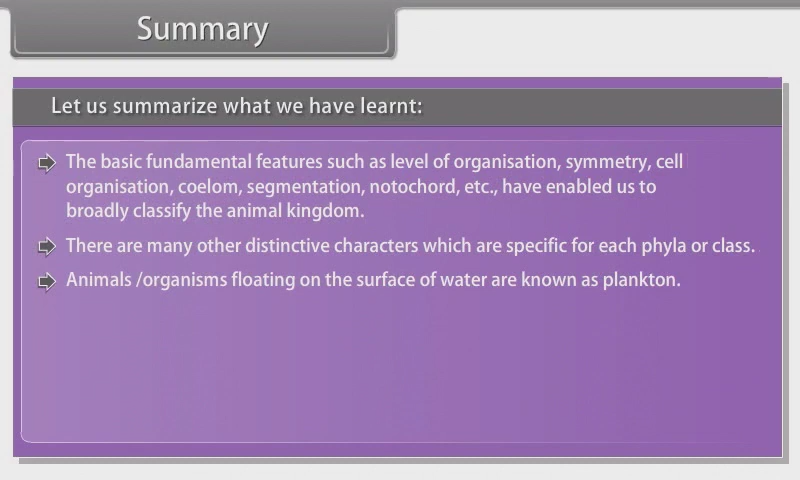 Summary
Let us summarize what we have learnt:
The basic fundamental features such as level of organisation, symmetry, cell
organisation, coelom, segmentation, notochord, etc., have enabled us to
broadly classify the animal kingdom.
There are many other distinctive characters which are specific for each phyla or class.
Animals /organisms floating on the surface of water are known as plankton.